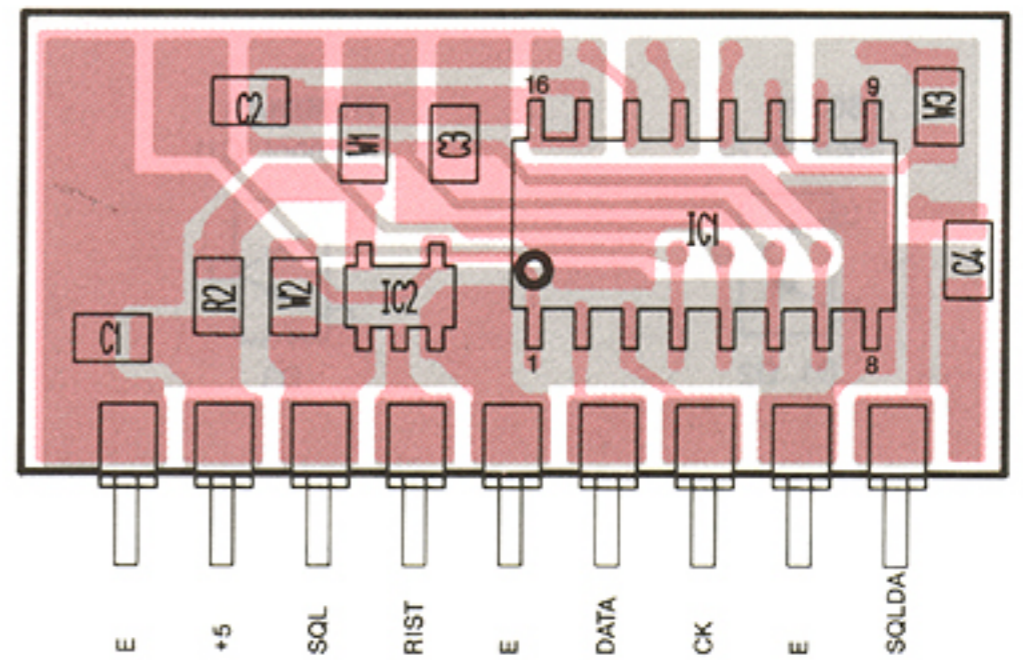 C2
W1
C3
16
9
W3
IC1
C4
R2
W2
IC2
C1
1
8
E
+5
SQL
RIST
E
DATA
CK
E
SQLDA